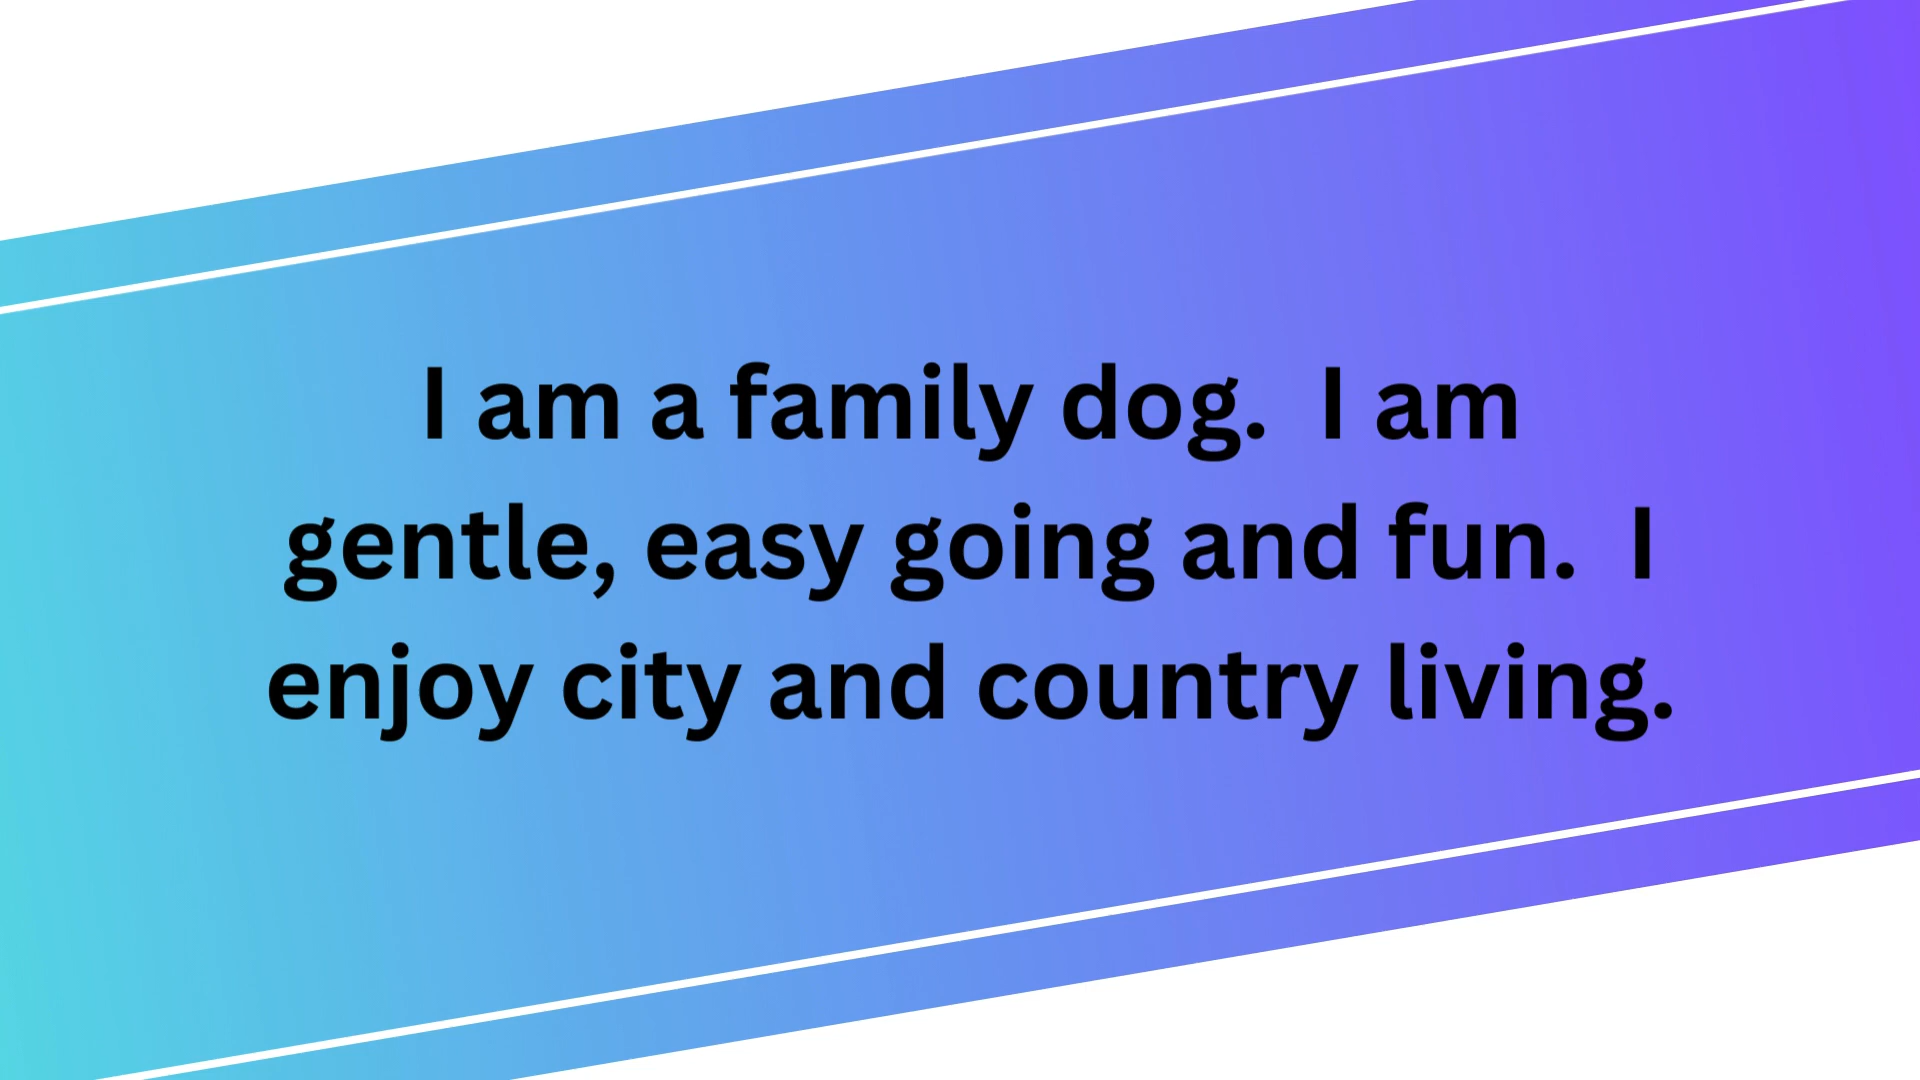 I am a family dog.  I am
gentle, easy going and fun.  I
enjoy city and country living.